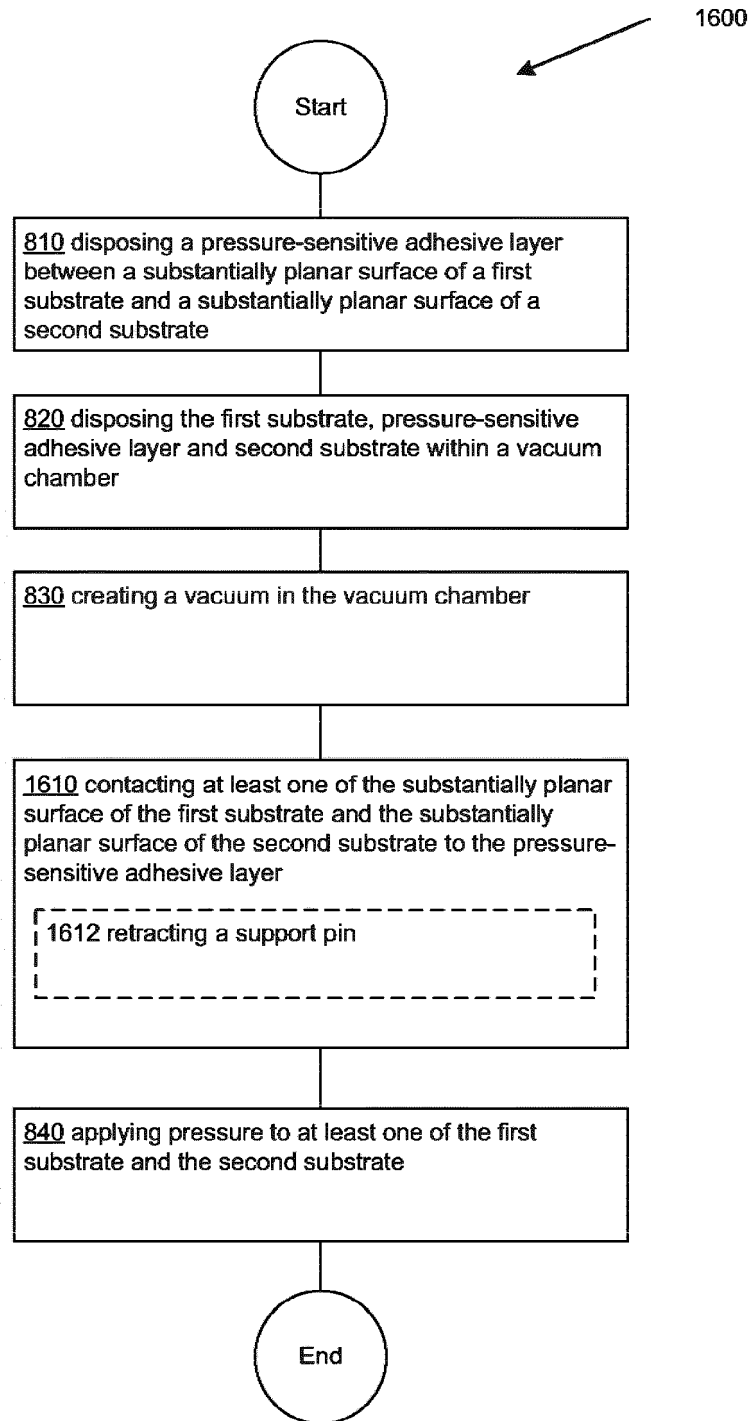 1600
Start
810 disposing a pressure-sensitive adhesive layer
between a substantially planar surface of a first
substrate and a substantially planar surface of a
second substrate
820 disposing the first substrate, pressure-sensitive
adhesive layer and second substrate within a vacuum
chamber
830 creating a vacuum in the vacuum chamber
1610 contacting at least one of the substantially planar
surface of the first substrate and the substantially
planar surface of the second substrate to the pressure-
sensitive adhesive layer
1612 retracting a support pin
840 applying pressure to at least one of the first
substrate and the second substrate
End